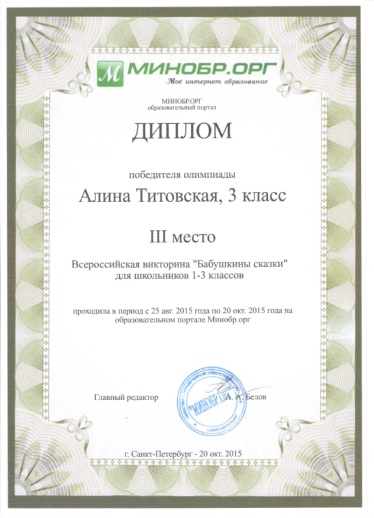 М МИНОБР.ОРГ
Моё интернет образование
МИНОБР.ОРГ
образовательный портал
ДИПЛОМ
победителя олимпиады
Алина Титовская, 3 класс
III место
Всероссийская викторина "Бабушкины сказки"
для школьников 1-3 классов
проходила в период с 25 авг. 2015 года по 20 окт. 2015 года на
образовательном портале Минобр.орг
Главный редактор А. А. Белов
"МИНОБР.ОРГ"
г. Санкт-Петербург - 20 окт. 2015